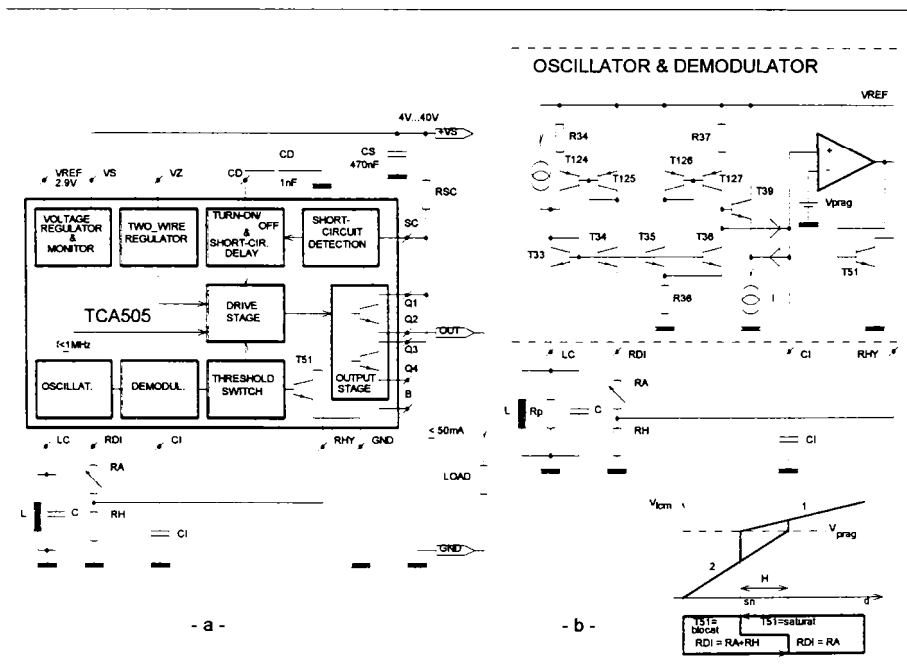 4V...40V
+VS
CD
CS
470nF
1nF
VREF
2.9V
VS
VZ
CD
RSC
VOLTAGE
REGULATOR
&
MONITOR
TWO_WIRE
REGULATOR
TURN-ON/
OFF
&
SHORT-CIR.
DELAY
SHORT-
CIRCUIT
DETECTION
SC
TCA505
DRIVE
STAGE
Q1
Q2
OUT
f<1MHz
T51
Q3
Q4
OSCILLAT.
DEMODUL.
THRESHOLD
SWITCH
OUTPUT
STAGE
B
LC
RDI
CI
RHY
GND
< 50mA
RA
LOAD
L
C
RH
CI
GND
- a -
OSCILLATOR & DEMODULATOR
VREF
R34
R37
T124
T125
T126
T127
T39
+
-
Vprag
T33
T34
T35
T36
T51
R36
I
LC
RDI
CI
RHY
L
Rp
C
RA
RH
CI
Vlcm
1
Vprag
2
H
sn
d
T51=
blocat
T51=saturat
RDI = RA+RH
RDI = RA
- b -